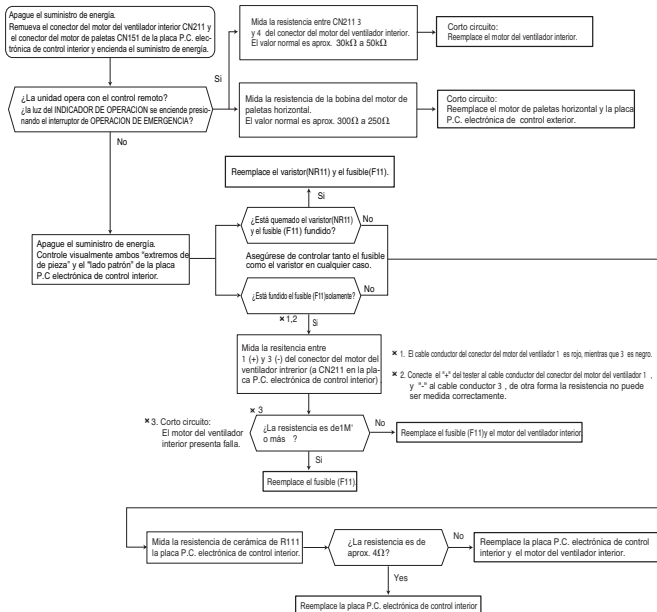 Apague el suministro de energía.
Remueva el conector del motor del ventilador interior CN211 y
el conector del motor de paletas CN151 de la placa P.C. elec-
trónica de control interior y encienda el suministro de energía.
Mida la resistencia entre CN211 3
y 4 del conector del motor del ventilador interior.
El valor normal es aprox. 30kΩ a 50kΩ
Corto circuito:
Reemplace el motor del ventilador interior.
Si
¿La unidad opera con el control remoto?
¿la luz del INDICADOR DE OPERACION se enciende presio-
nando el interruptor de OPERACION DE EMERGENCIA?
Mida la resistencia de la bobina del motor de
paletas horizontal.
El valor normal es aprox. 300Ω a 250Ω.
Corto circuito:
Reemplace el motor de paletas horizontal y la placa
P.C. electrónica de control exterior.
No
Reemplace el varistor(NR11) y el fusible(F11).
Si
¿Está quemado el varistor(NR11)
y el fusible (F11) fundido?
No
Apague el suministro de energía.
Controle visualmente ambos "extremos de
de pieza" y el "lado patrón" de la placa
P.C electrónica de control interior.
Asegúrese de controlar tanto el fusible
como el varistor en cualquier caso.
¿Está fundido el fusible (F11)solamente?
No
× 1,2
Si
Mida la resitencia entre
1 (+) y 3 (-) del conector del motor del
ventilador intrerior (a CN211 en la pla-
ca P.C. electrónica de control interior) .
× 1. El cable conductor del conector del motor del ventilador 1 es rojo, mientras que 3 es negro.
× 2. Conecte el "+" del tester al cable conductor del conector del motor del ventilador 1 ,
y "-" al cable conductor 3 , de otra forma la resistencia no puede
ser medida correctamente.
× 3
× 3. Corto circuito:
El motor del ventilador
interior presenta falla.
¿La resistencia es de1M'
o más ?
No
Reemplace el fusible (F11)y el motor del ventilador interior.
Si
Reemplace el fusible (F11).
Mida la resistencia de cerámica de R111
la placa P.C. electrónica de control interior.
¿La resistencia es de
aprox. 4Ω?
No
Reemplace la placa P.C. electrónica de control
interior y el motor del ventilador interior.
Yes
Reemplace la placa P.C. electrónica de control interior